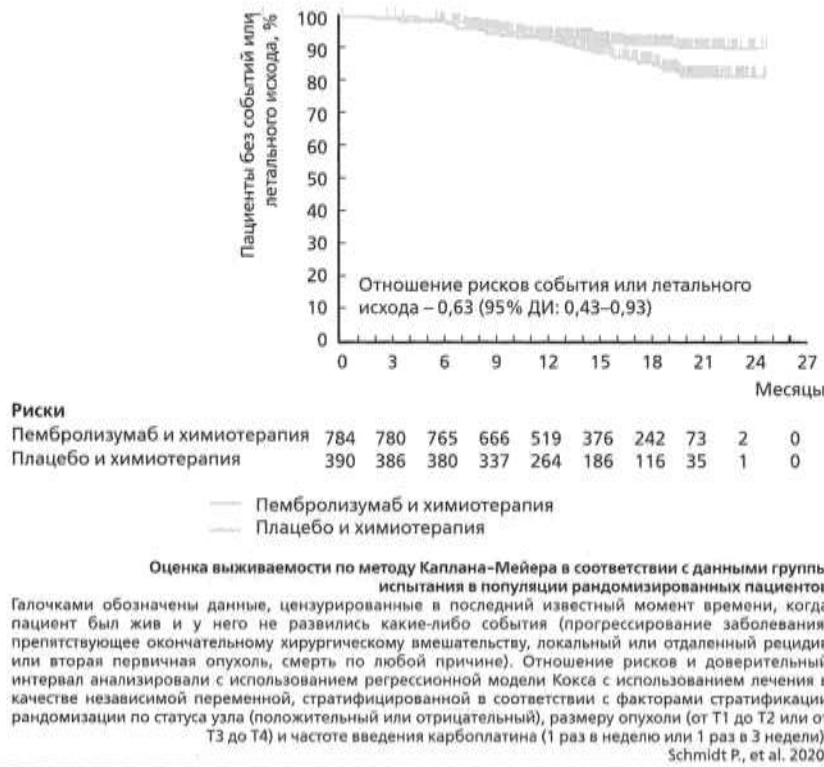 Пациенты без событий или
летального исхода, %
100
90
80
70
60
50
40
30
20
10
0
Отношение рисков события или летального
исхода – 0,63 (95% ДИ: 0,43–0,93)
0 3 6 9 12 15 18 21 24 27
Месяцы
Риски
Пембролизумаб и химиотерапия 784 780 765 666 519 376 242 73 2 0
Плацебо и химиотерапия 390 386 380 337 264 186 116 35 1 0
Пембролизумаб и химиотерапия
Плацебо и химиотерапия
Оценка выживаемости по методу Каплана–Мейера в соответствии с данными группы
испытания в популяции рандомизированных пациентов
Галочками обозначены данные, цензурированные в последний известный момент времени, когда
пациент был жив и у него не развились какие-либо события (прогрессирование заболевания,
препятствующее окончательному хирургическому вмешательству, локальный или отдаленный рецидив
или вторая первичная опухоль, смерть по любой причине). Отношение рисков и доверительный
интервал анализировали с использованием регрессионной модели Кокса с использованием лечения в
качестве независимой переменной, стратифицированной в соответствии с факторами стратификации
рандомизации по статуса узла (положительный или отрицательный), размеру опухоли (от T1 до T2 или от
T3 до T4) и частоте введения карбоплатина (1 раз в неделю или 1 раз в 3 недели)
Schmidt P., et al. 2020